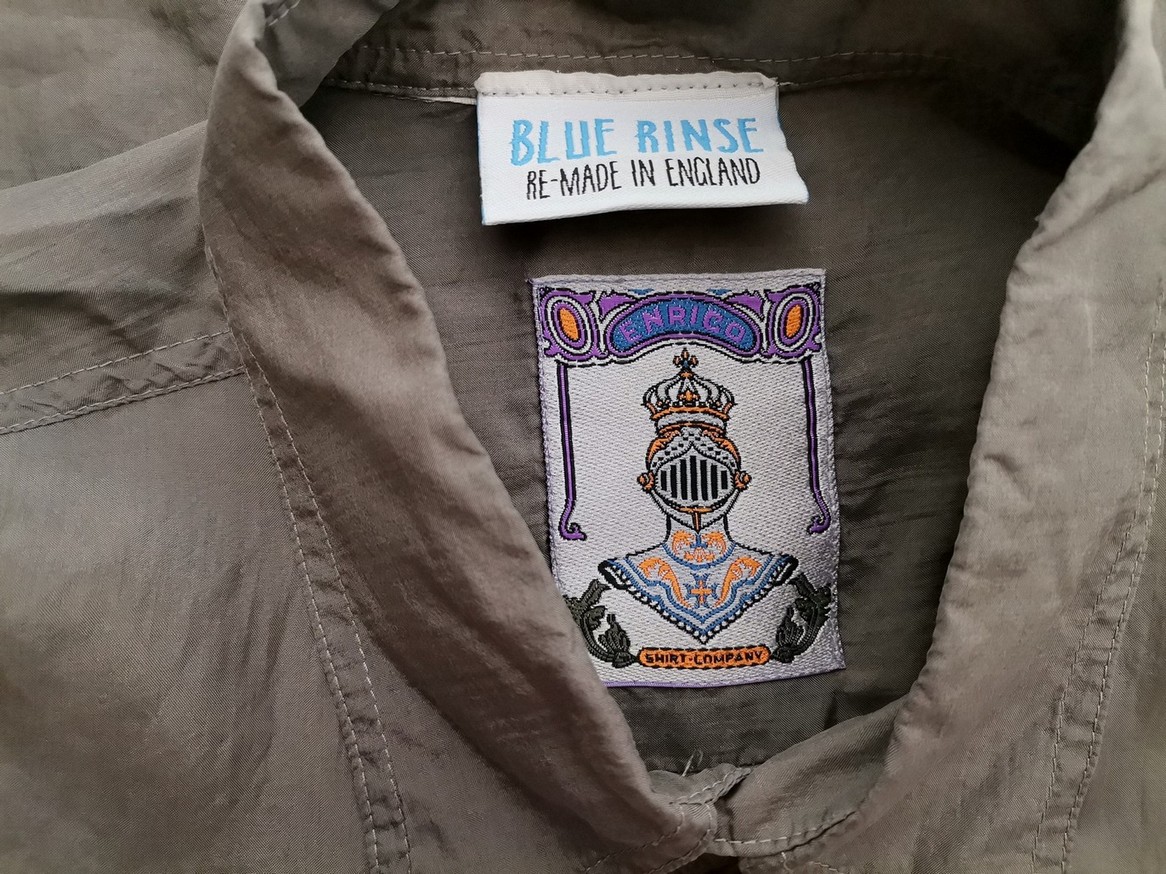 BLUE RINSE
RE-MADE IN ENGLAND
ENRICO
SHIRT-COMPANY